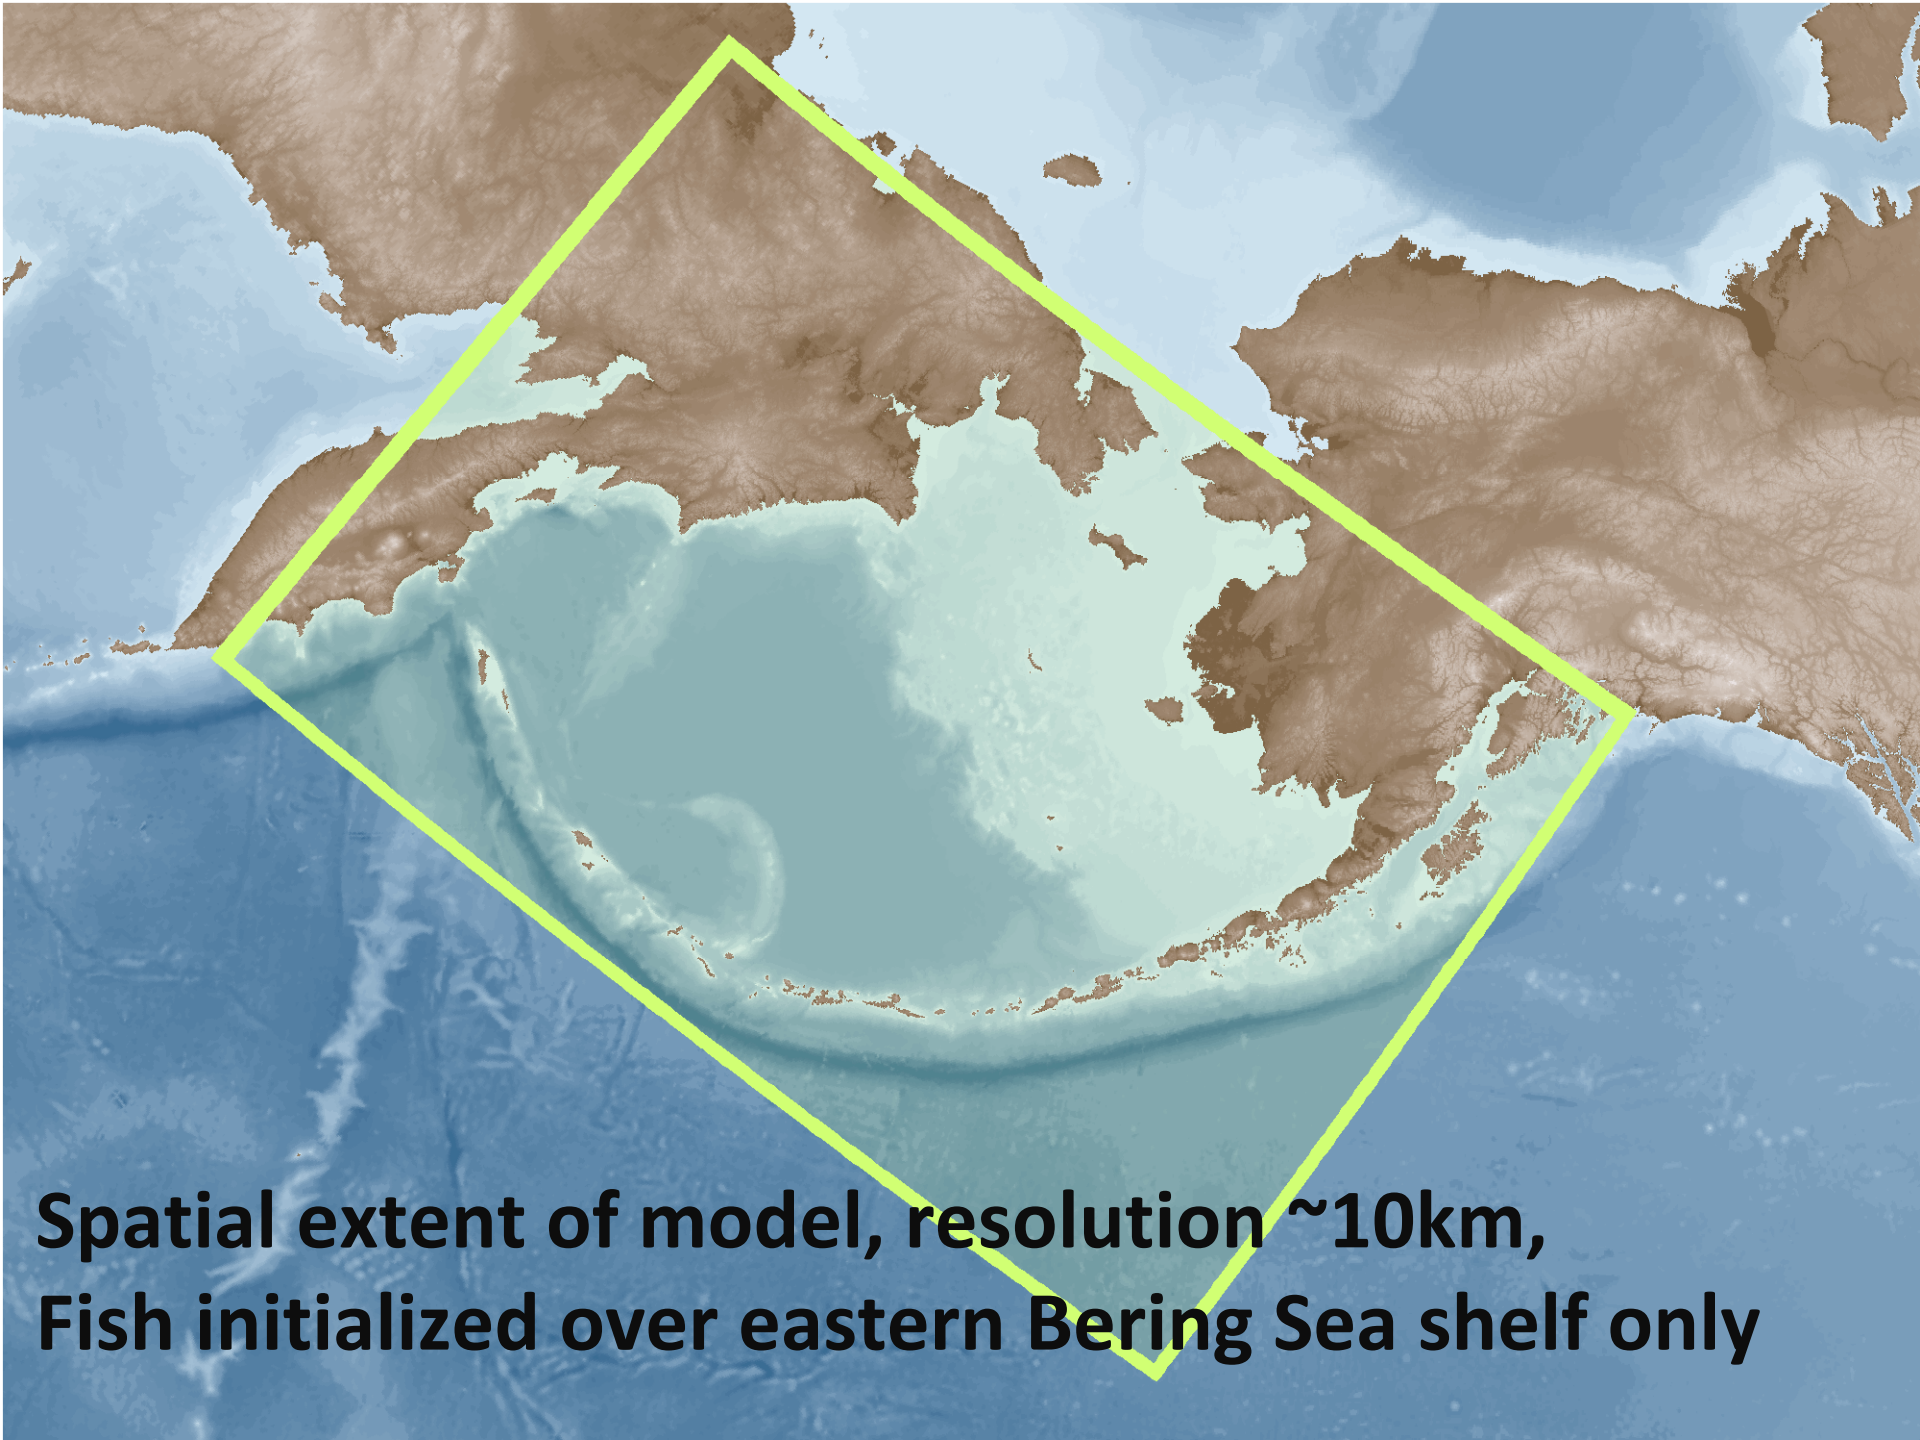 Spatial extent of model, resolution ~10km,
Fish initialized over eastern Bering Sea shelf only